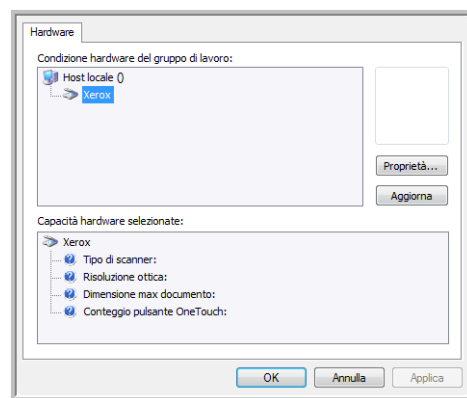 Hardware
Condizione hardware del gruppo di lavoro:
Host locale ()
Xerox
Proprietà...
Aggiorna
Capacità hardware selezionate:
Xerox
Tipo di scanner:
Risoluzione ottica:
Dimensione max documento:
Conteggio pulsante OneTouch:
OK Annulla Applica